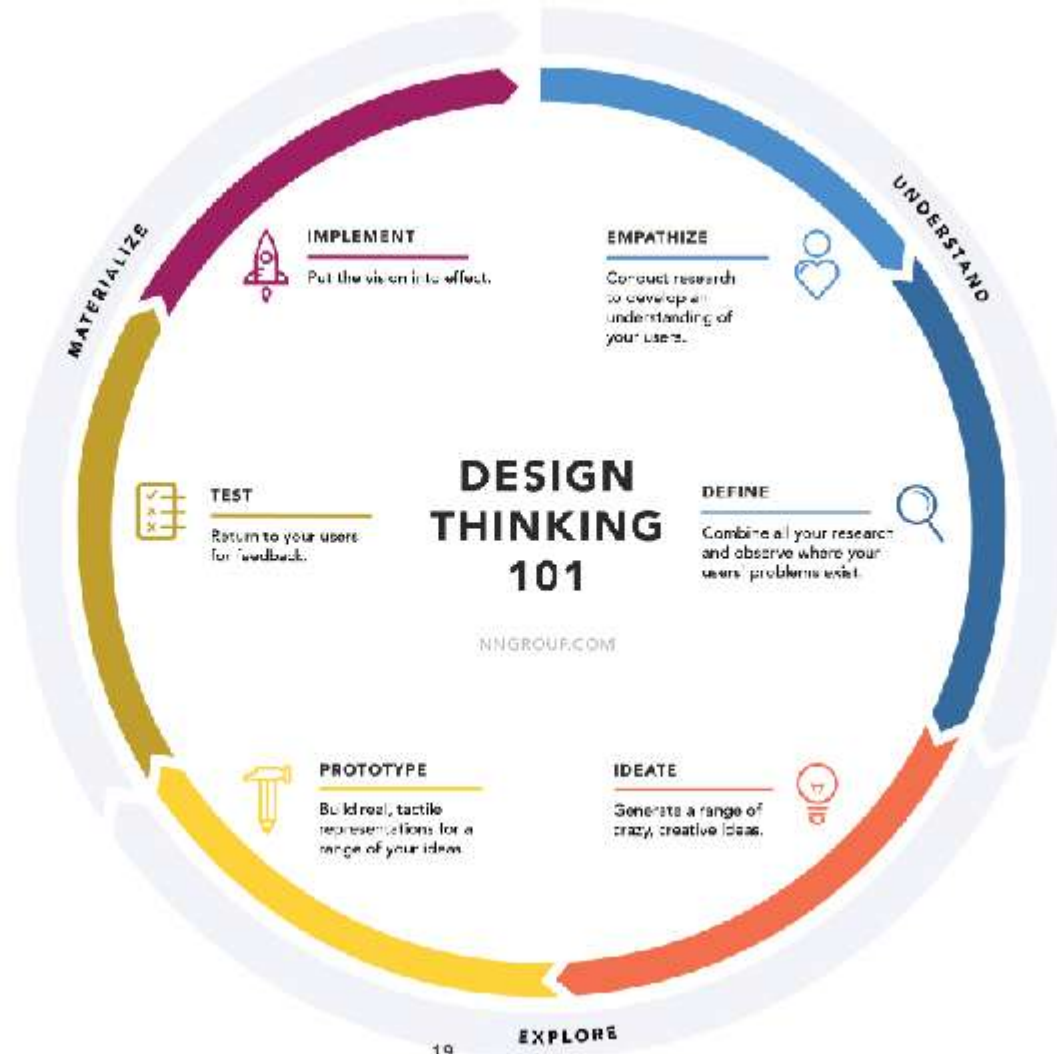 UNDERSTAND
EMPATHIZE
Conduct research
to develop an
understanding of
your users.
DEFINE
Combine all your research
and observe where your
users' problems exist.
EXPLORE
IDEATE
Generate a range of
crazy, creative ideas.
PROTOTYPE
Build real, tactile
representations for a
range of your ideas.
MATERIALIZE
TEST
Return to your users
for feedback.
IMPLEMENT
Put the vision into effect.
DESIGN
THINKING
101
NNGROUP.COM
19